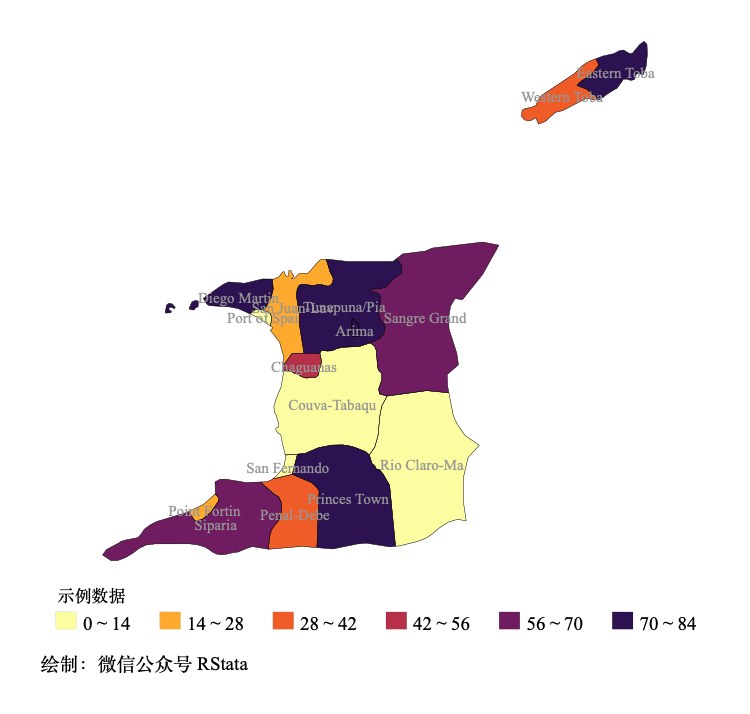 Eastern Toba
Western Toba
Diego Martin
San Juan-Lav
Tunapuna/Pia
Port of Spai
Sangre Grand
Arima
Chaguanas
Couva-Tabaqu
San Fernando
Rio Claro-Ma
Princes Town
Point Fortin
Penal-Debe
Siparia
示例数据
0 ~ 14
14 ~ 28
28 ~ 42
42 ~ 56
56 ~ 70
70 ~ 84
绘制：微信公众号 RStata